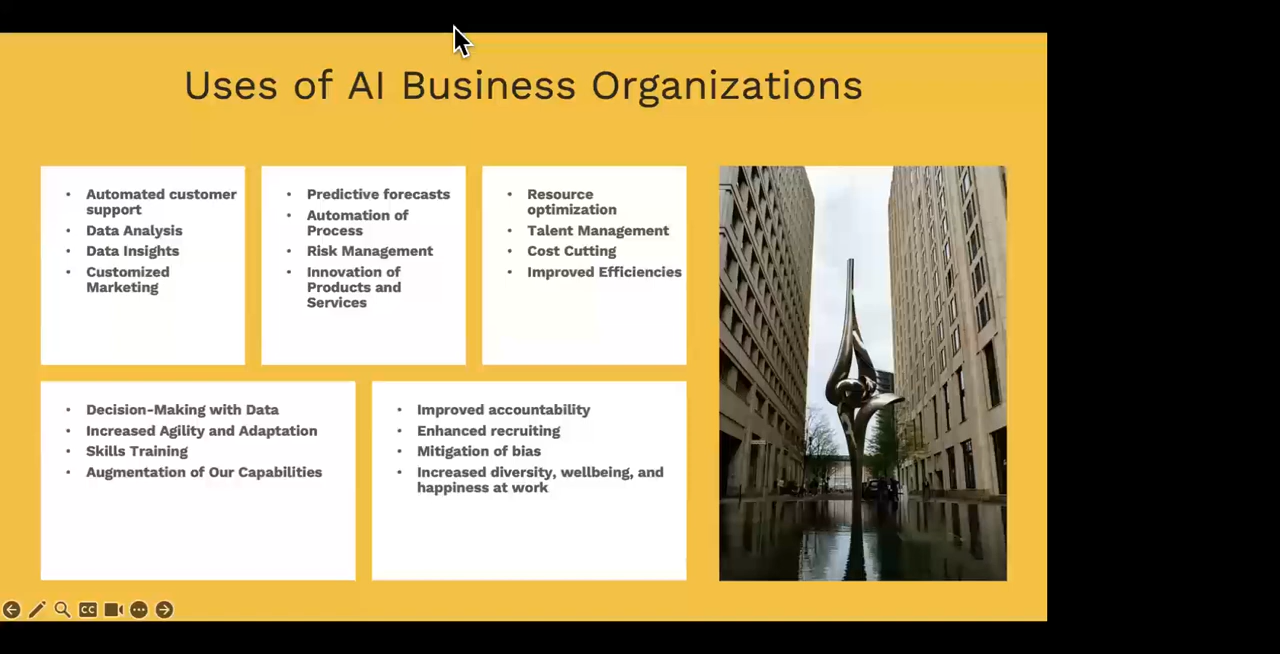 Uses of AI Business Organizations
• Automated customer
support
• Data Analysis
• Data Insights
• Customized
Marketing
• Predictive forecasts
• Automation of
Process
• Risk Management
• Innovation of
Products and
Services
• Resource
optimization
• Talent Management
• Cost Cutting
• Improved Efficiencies
• Decision-Making with Data
• Increased Agility and Adaptation
• Skills Training
• Augmentation of Our Capabilities
• Improved accountability
• Enhanced recruiting
• Mitigation of bias
• Increased diversity, wellbeing, and
happiness at work
CC